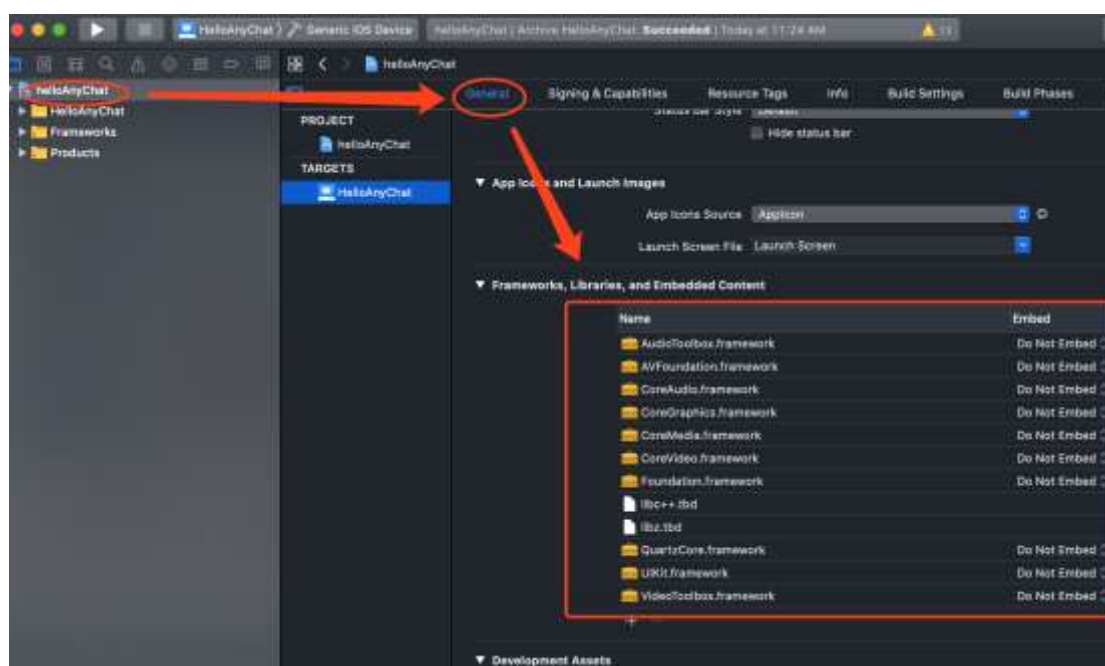 HelloAnyChat
Generic iOS Device
HelloAnyChat | Archive HelloAnyChat: Succeeded | Today at 11:24 AM
helloAnyChat
helloAnyChat
HelloAnyChat
Frameworks
Products
General
Signing & Capabilities
Resource Tags
Info
Build Settings
Build Phases
PROJECT
helloAnyChat
TARGETS
HelloAnyChat
Status Bar Style
Default
Hide status bar
App Icons and Launch Images
App Icons Source
AppIcon
Launch Screen File
Launch Screen
Frameworks, Libraries, and Embedded Content
Name
Embed
AudioToolbox.framework
Do Not Embed
AVFoundation.framework
Do Not Embed
CoreAudio.framework
Do Not Embed
CoreGraphics.framework
Do Not Embed
CoreMedia.framework
Do Not Embed
CoreVideo.framework
Do Not Embed
Foundation.framework
Do Not Embed
libc++.tbd
libz.tbd
QuartzCore.framework
Do Not Embed
UIKit.framework
Do Not Embed
VideoToolbox.framework
Do Not Embed
Development Assets